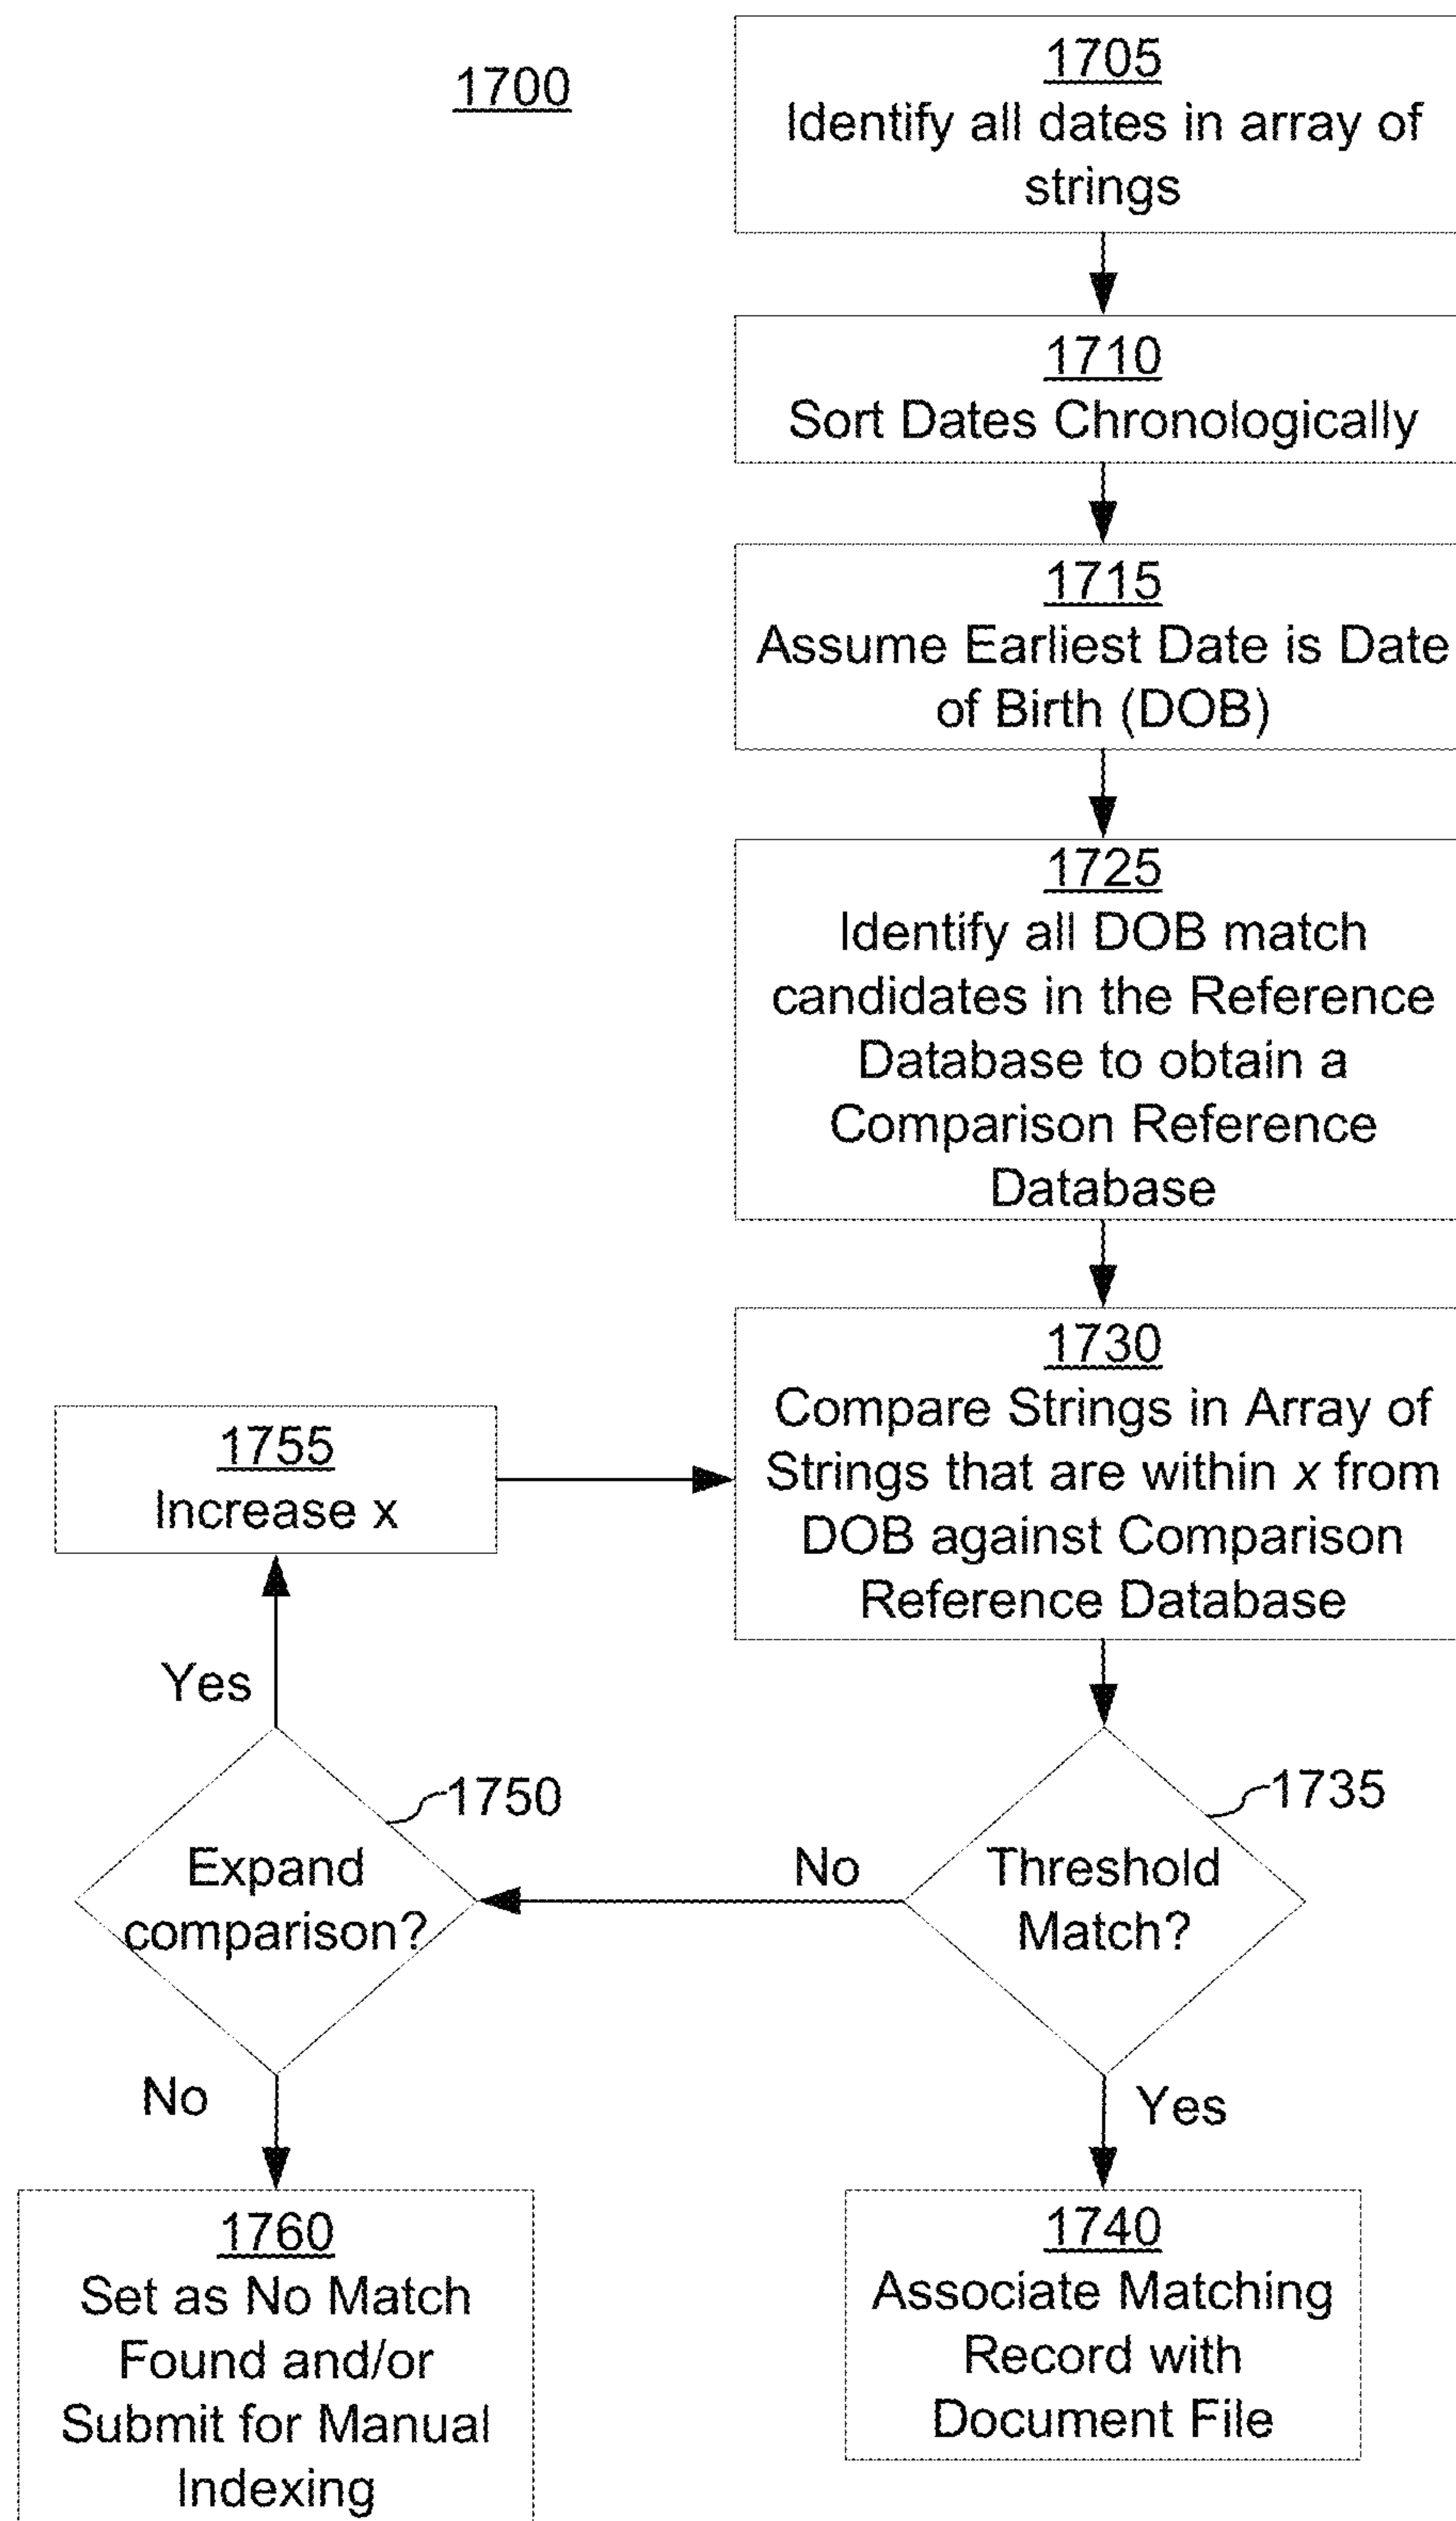 1700
1705
Identify all dates in array of
strings
1710
Sort Dates Chronologically
1715
Assume Earliest Date is Date
of Birth (DOB)
1725
Identify all DOB match
candidates in the Reference
Database to obtain a
Comparison Reference
Database
1730
Compare Strings in Array of
Strings that are within x from
DOB against Comparison
Reference Database
1755
Increase x
Yes
1750
Expand
comparison?
No
1735
Threshold
Match?
No
Yes
1760
Set as No Match
Found and/or
Submit for Manual
Indexing
1740
Associate Matching
Record with
Document File